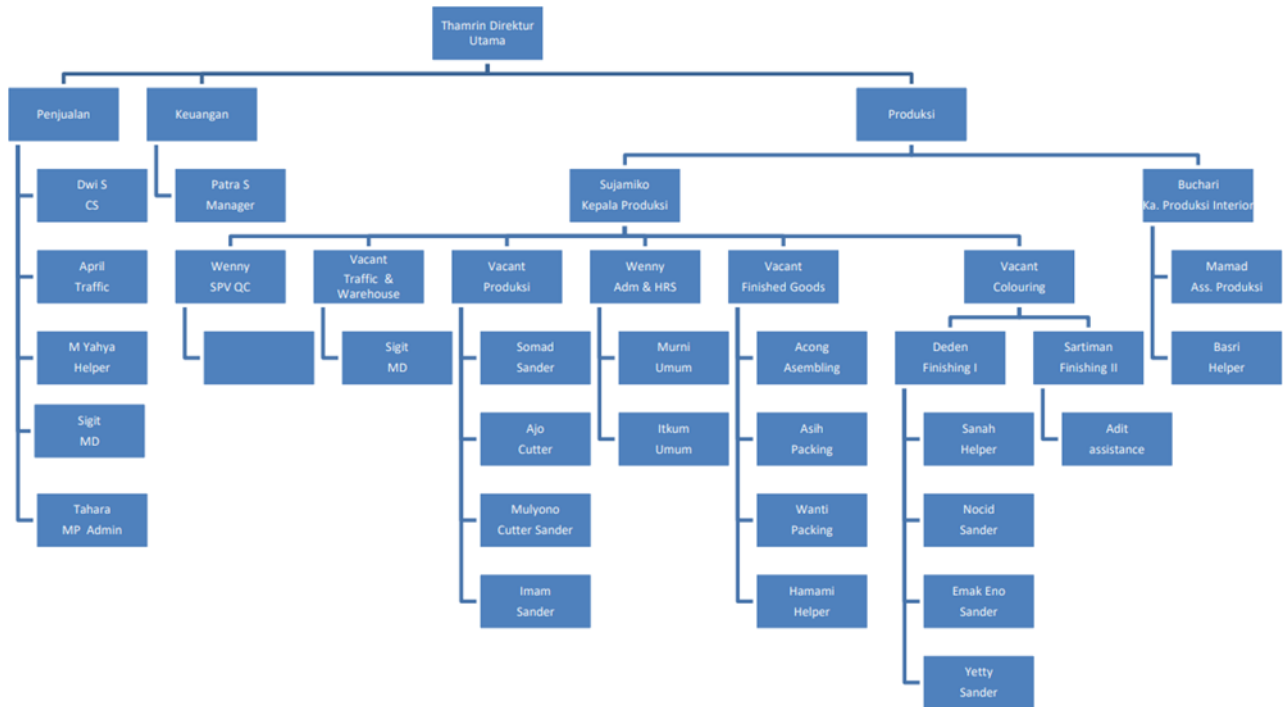 Thamrin Direktur
Utama
Penjualan
Keuangan
Produksi
Dwi S
CS
Patra S
Manager
Sujamiko
Kepala Produksi
Buchari
Ka. Produksi Interior
April
Traffic
Wenny
SPV QC
Vacant
Traffic &
Warehouse
Vacant
Produksi
Wenny
Adm & HRS
Vacant
Finished Goods
Vacant
Colouring
Mamad
Ass. Produksi
M Yahya
Helper
Sigit
MD
Somad
Sander
Murni
Umum
Acong
Asembling
Deden
Finishing I
Sartiman
Finishing II
Basri
Helper
Sigit
MD
Ajo
Cutter
Itkum
Umum
Asih
Packing
Sanah
Helper
Adit
assistance
Tahara
MP Admin
Mulyono
Cutter Sander
Wanti
Packing
Nocid
Sander
Imam
Sander
Hamami
Helper
Emak Eno
Sander
Yetty
Sander